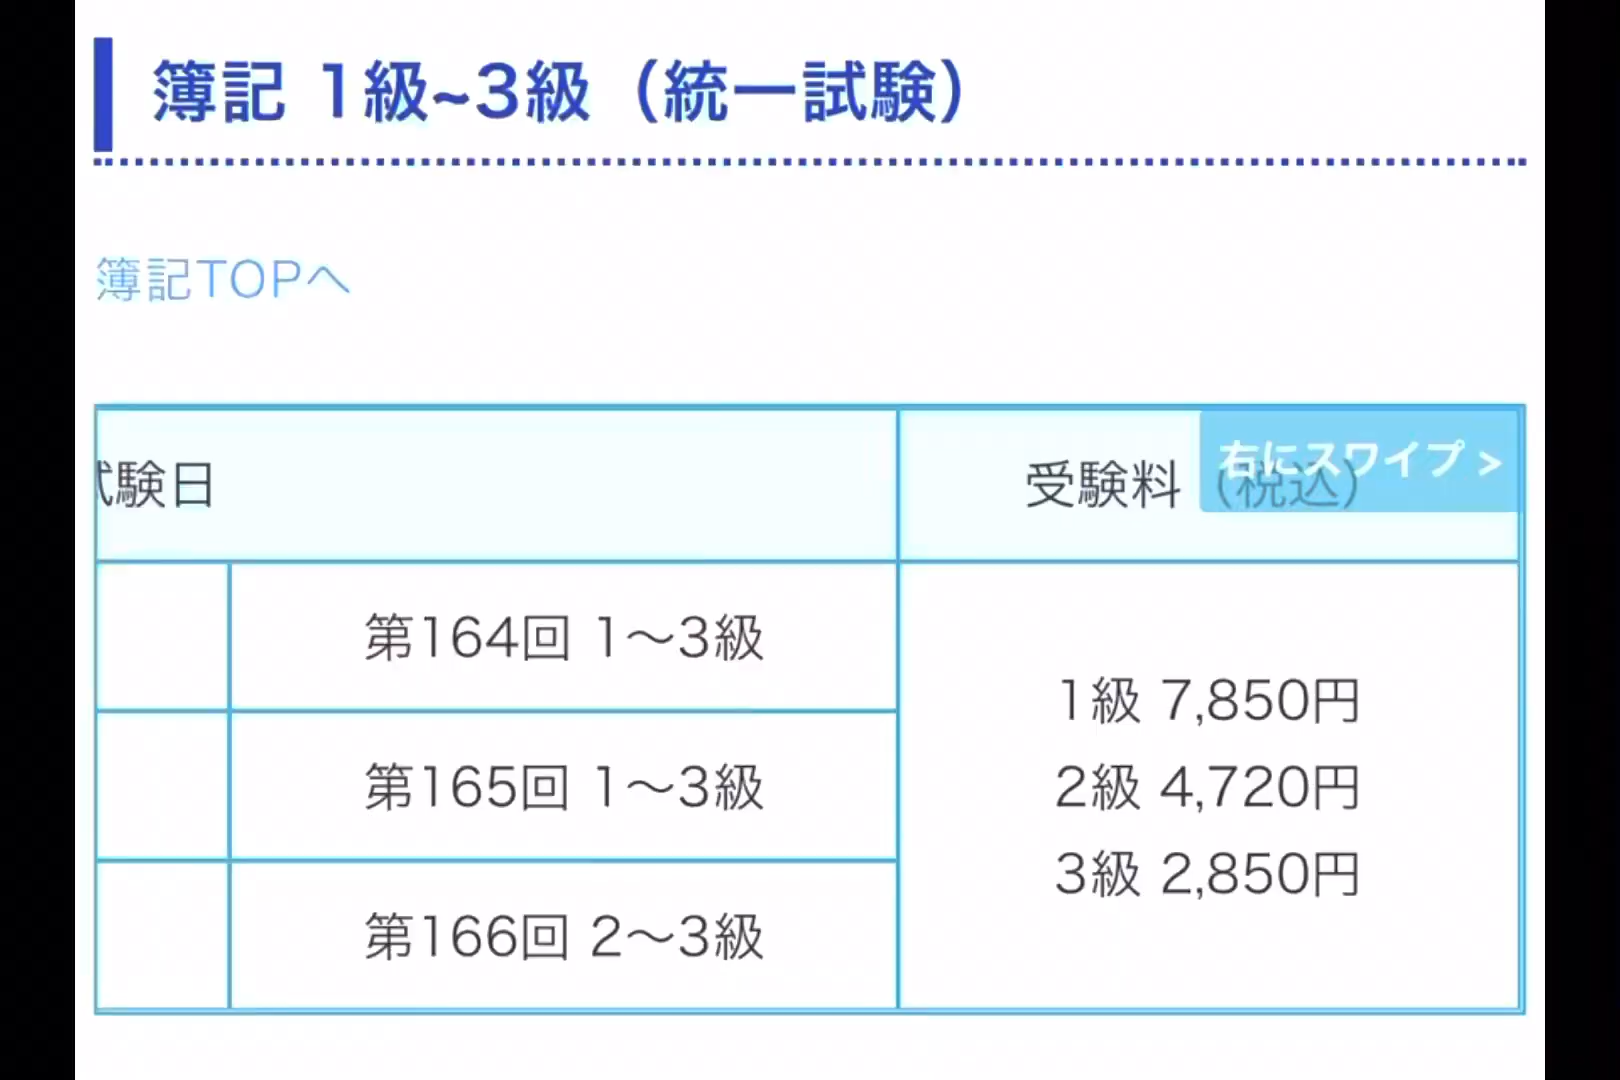 簿記 1級~3級（統一試験）
簿記TOPへ
試験日
受験料（税込）
右にスワイプ >
第164回 1～3級
第165回 1～3級
第166回 2～3級
1級 7,850円
2級 4,720円
3級 2,850円